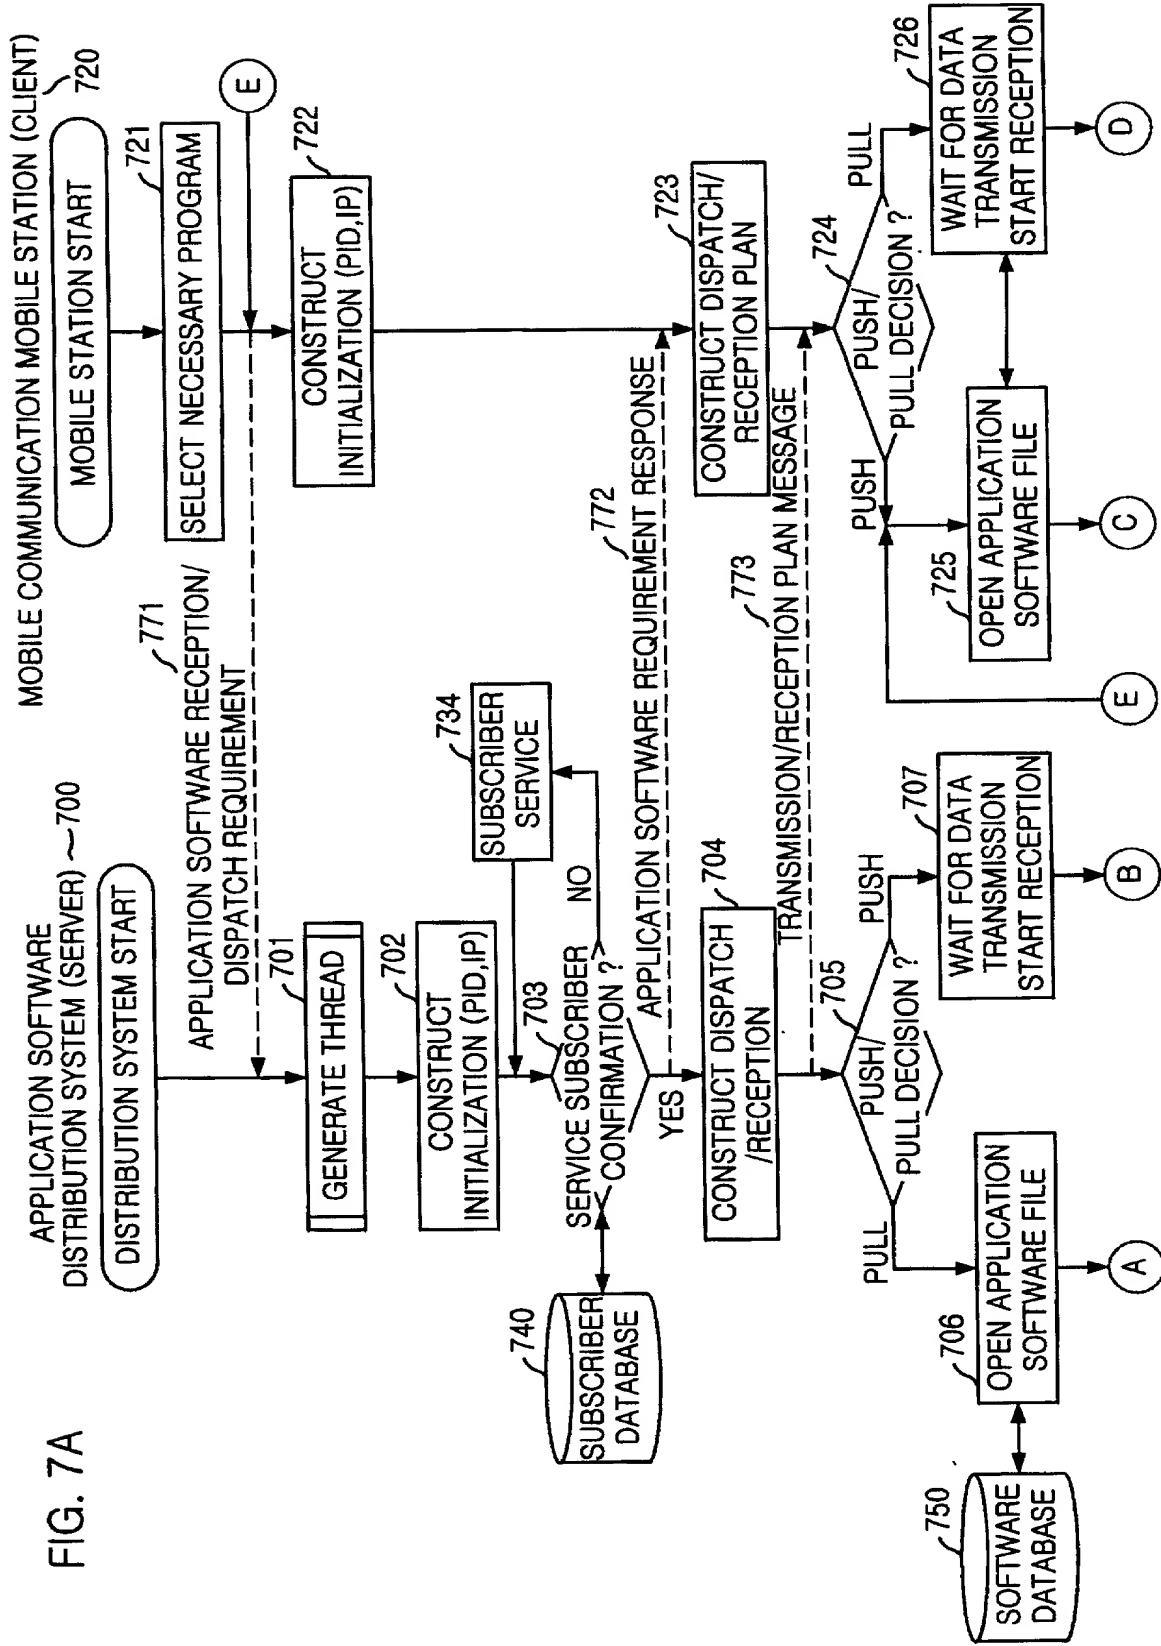 FIG. 7A
APPLICATION SOFTWARE
DISTRIBUTION SYSTEM (SERVER) 700
DISTRIBUTION SYSTEM START
MOBILE COMMUNICATION MOBILE STATION (CLIENT)
720
MOBILE STATION START
771
APPLICATION SOFTWARE RECEPTION/
DISPATCH REQUIREMENT
721
SELECT NECESSARY PROGRAM
E
701
GENERATE THREAD
722
CONSTRUCT
INITIALIZATION (PID,IP)
702
CONSTRUCT
INITIALIZATION (PID,IP)
734
SUBSCRIBER
SERVICE
740
SUBSCRIBER
DATABASE
703
SERVICE SUBSCRIBER
CONFIRMATION ?
NO
YES
772
APPLICATION SOFTWARE REQUIREMENT RESPONSE
704
CONSTRUCT DISPATCH
/RECEPTION
723
CONSTRUCT DISPATCH/
RECEPTION PLAN
773
TRANSMISSION/RECEPTION PLAN MESSAGE
705
PUSH/
PULL DECISION ?
PULL
PUSH
724
PUSH/
PULL DECISION ?
PUSH
PULL
750
SOFTWARE
DATABASE
706
OPEN APPLICATION
SOFTWARE FILE
707
WAIT FOR DATA
TRANSMISSION
START RECEPTION
725
OPEN APPLICATION
SOFTWARE FILE
726
WAIT FOR DATA
TRANSMISSION
START RECEPTION
A
B
E
C
D